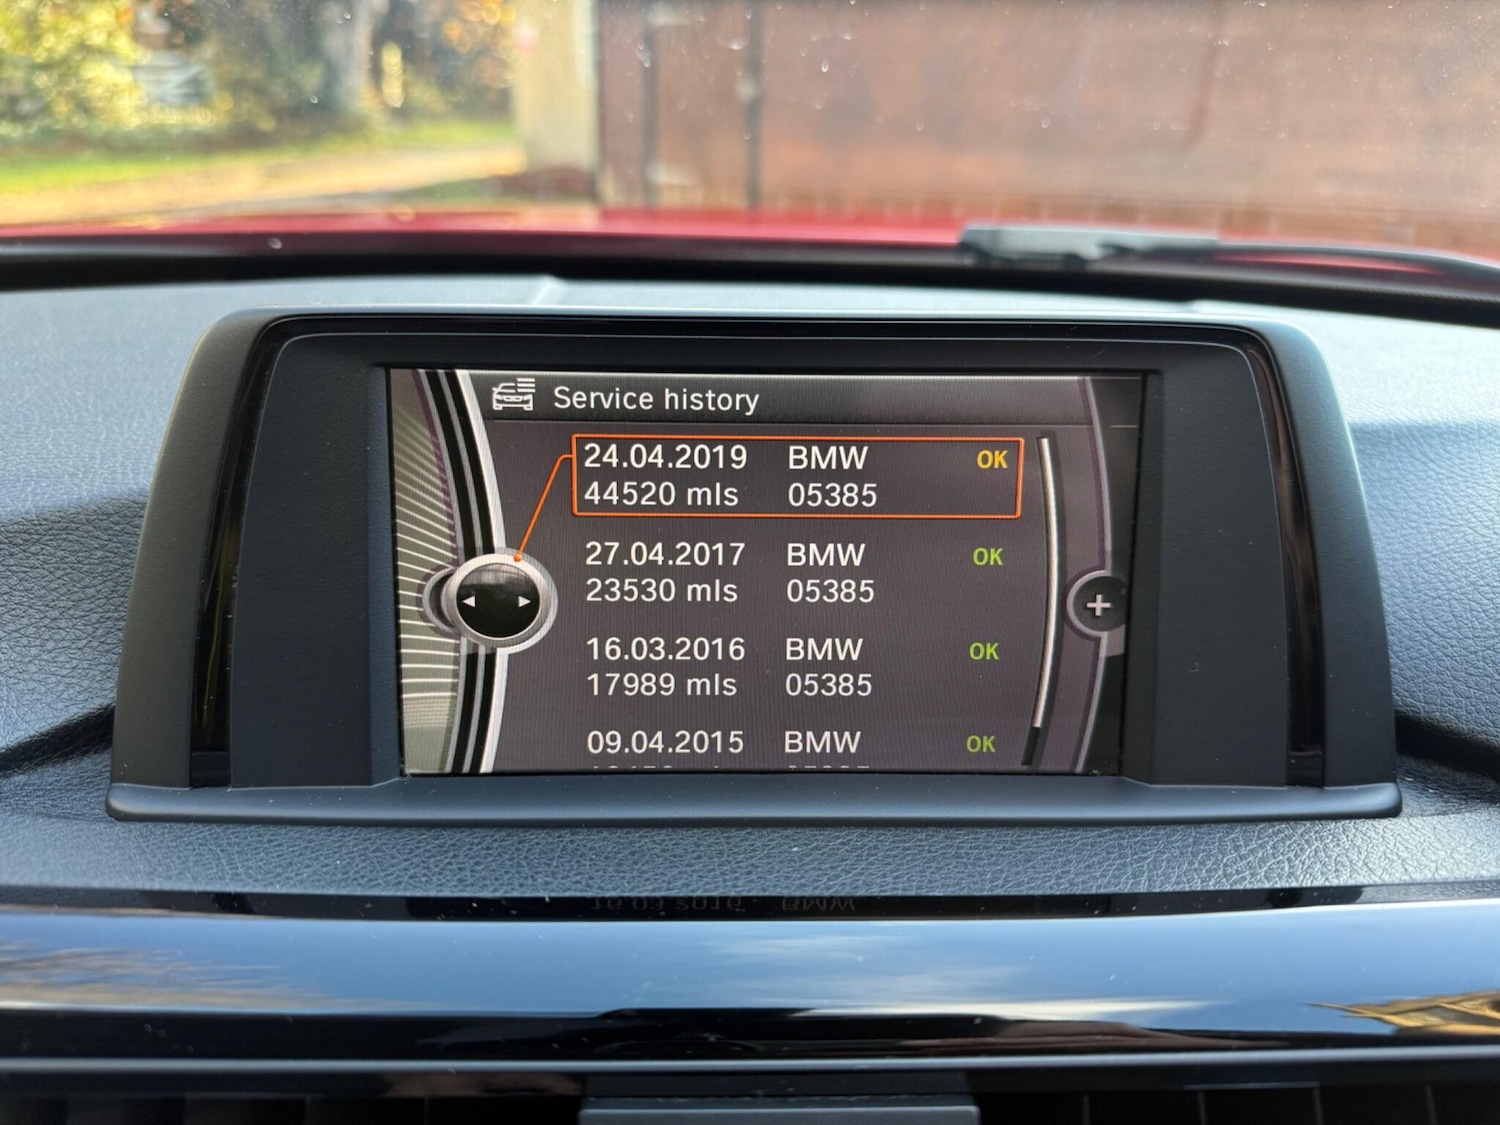 Service history
24.04.2019 BMW OK
44520 mls 05385
27.04.2017 BMW OK
23530 mls 05385
16.03.2016 BMW OK
17989 mls 05385
09.04.2015 BMW OK